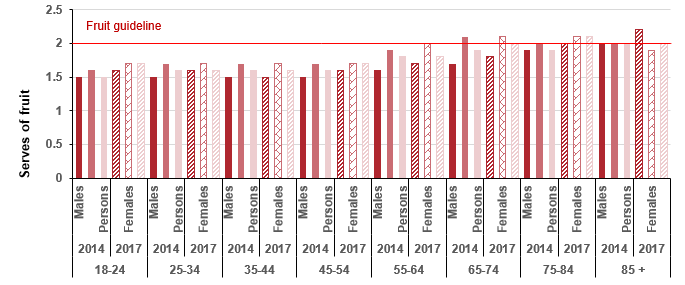 Fruit guideline
Serves of fruit
2.5
2
1.5
1
0.5
0
Males Persons Females Males Persons Females Males Persons Females Males Persons Females Males Persons Females Males Persons Females Males Persons Females Males Persons Females
2014 2017 2014 2017 2014 2017 2014 2017 2014 2017 2014 2017 2014 2017 2014 2017
18-24 25-34 35-44 45-54 55-64 65-74 75-84 85 +